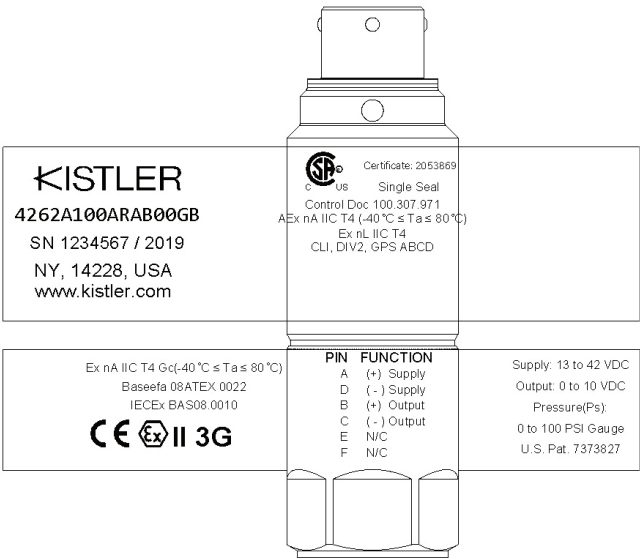 KISTLER
4262A100ARAB00GB
SN 1234567 / 2019
NY, 14228, USA
www.kistler.com
CSA
C US
Certificate: 2053869
Single Seal
Control Doc 100.307.971
AEx nA IIC T4 (-40 °C ≤ Ta ≤ 80 °C)
Ex nL IIC T4
CLI, DIV2, GPS ABCD
Ex nA IIC T4 Gc(-40 °C ≤ Ta ≤ 80 °C)
Baseefa 08ATEX 0022
IECEx BAS08.0010
CE Ex II 3G
PIN FUNCTION
A (+) Supply
D (-) Supply
B (+) Output
C (-) Output
E N/C
F N/C
Supply: 13 to 42 VDC
Output: 0 to 10 VDC
Pressure(Ps):
0 to 100 PSI Gauge
U.S. Pat. 7373827